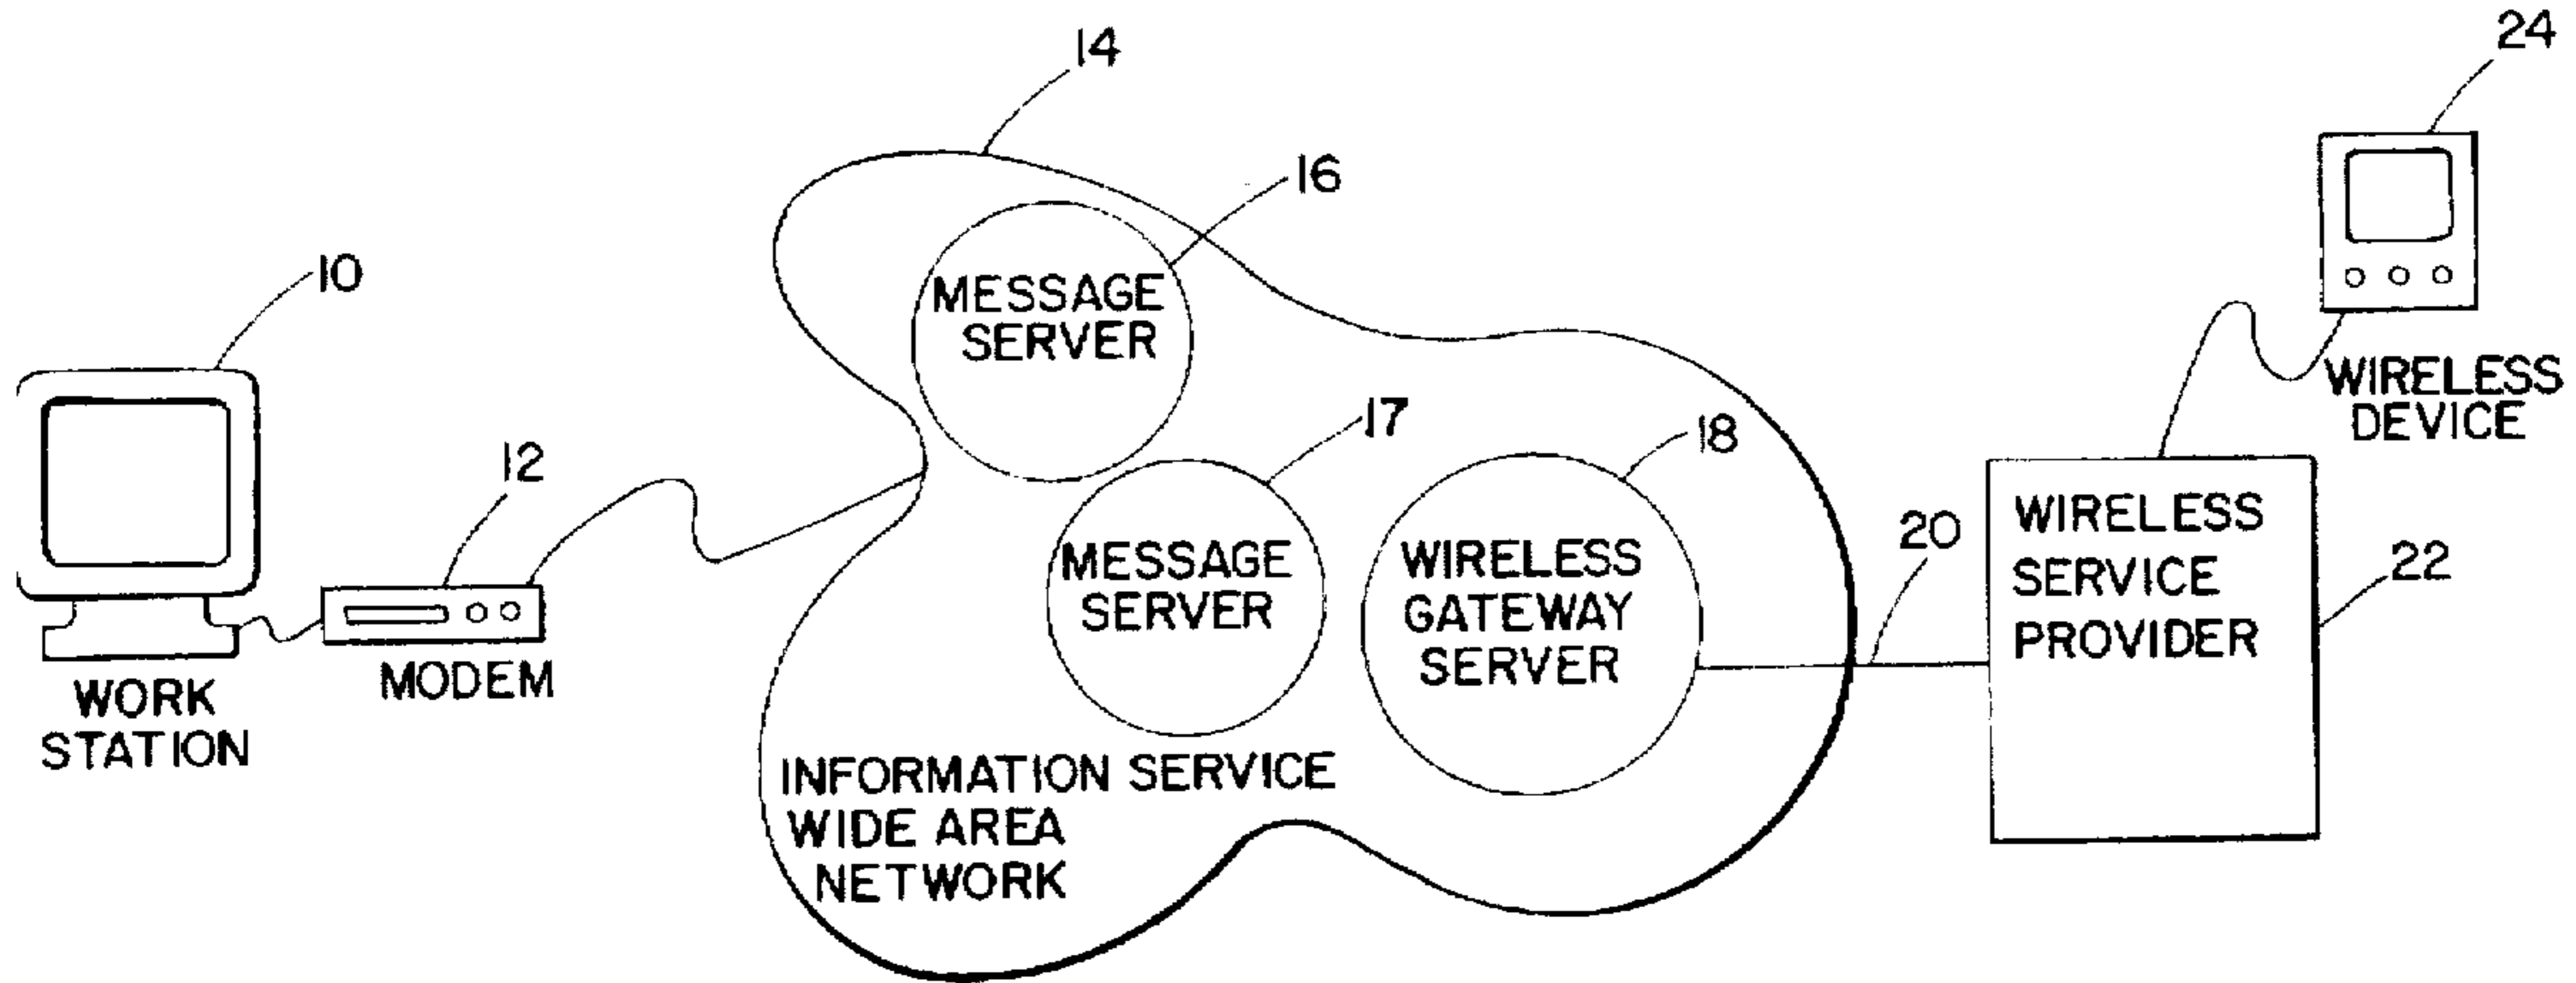 14
24
16
10
MESSAGE
SERVER
17
18
WIRELESS
DEVICE
12
MESSAGE
SERVER
WIRELESS
GATEWAY
SERVER
20
WIRELESS
SERVICE
PROVIDER
22
MODEM
WORK
STATION
INFORMATION SERVICE
WIDE AREA
NETWORK